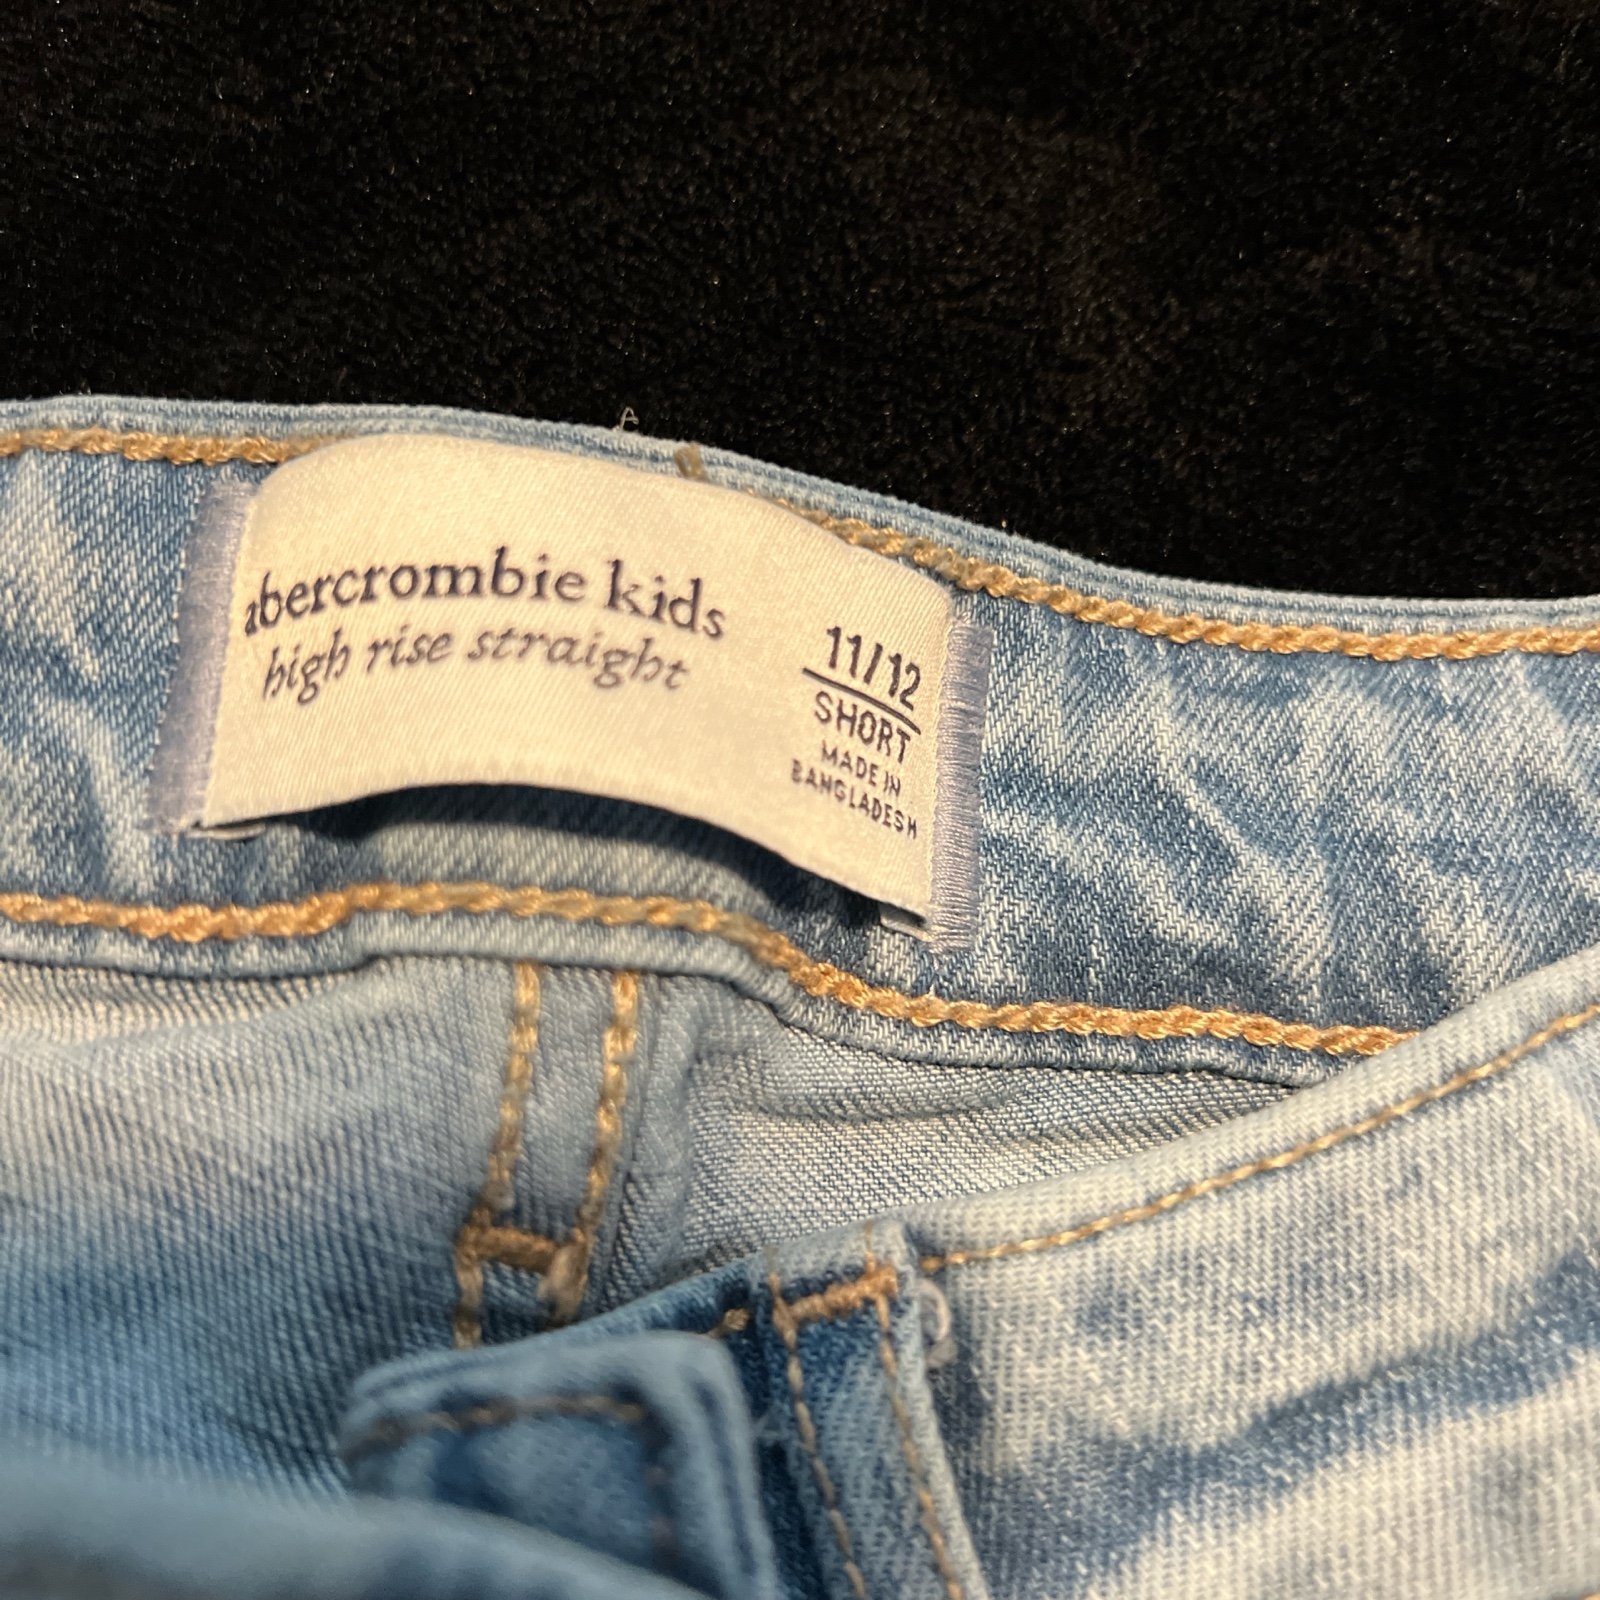 abercrombie kids
high rise straight
11/12
SHORT
MADE IN
BANGLADESH